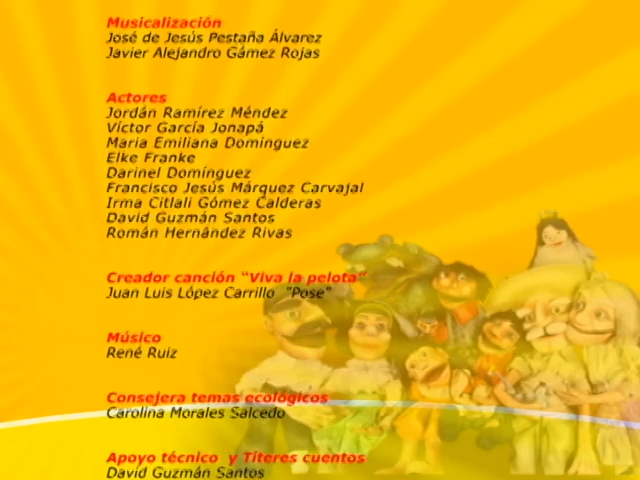 Musicalización
José de Jesús Pestaña Álvarez
Javier Alejandro Gámez Rojas
Actores
Jordán Ramírez Méndez
Víctor García Jonapá
Maria Emiliana Domínguez
Elke Franke
Darinel Domínguez
Francisco Jesús Márquez Carvajal
Irma Citlali Gómez Calderas
David Guzmán Santos
Román Hernández Rivas
Creador canción "Viva la pelota"
Juan Luis López Carrillo "Pose"
Músico
René Ruiz
Consejera temas ecológicos
Carolina Morales Salcedo
Apoyo técnico y Títeres cuentos
David Guzmán Santos